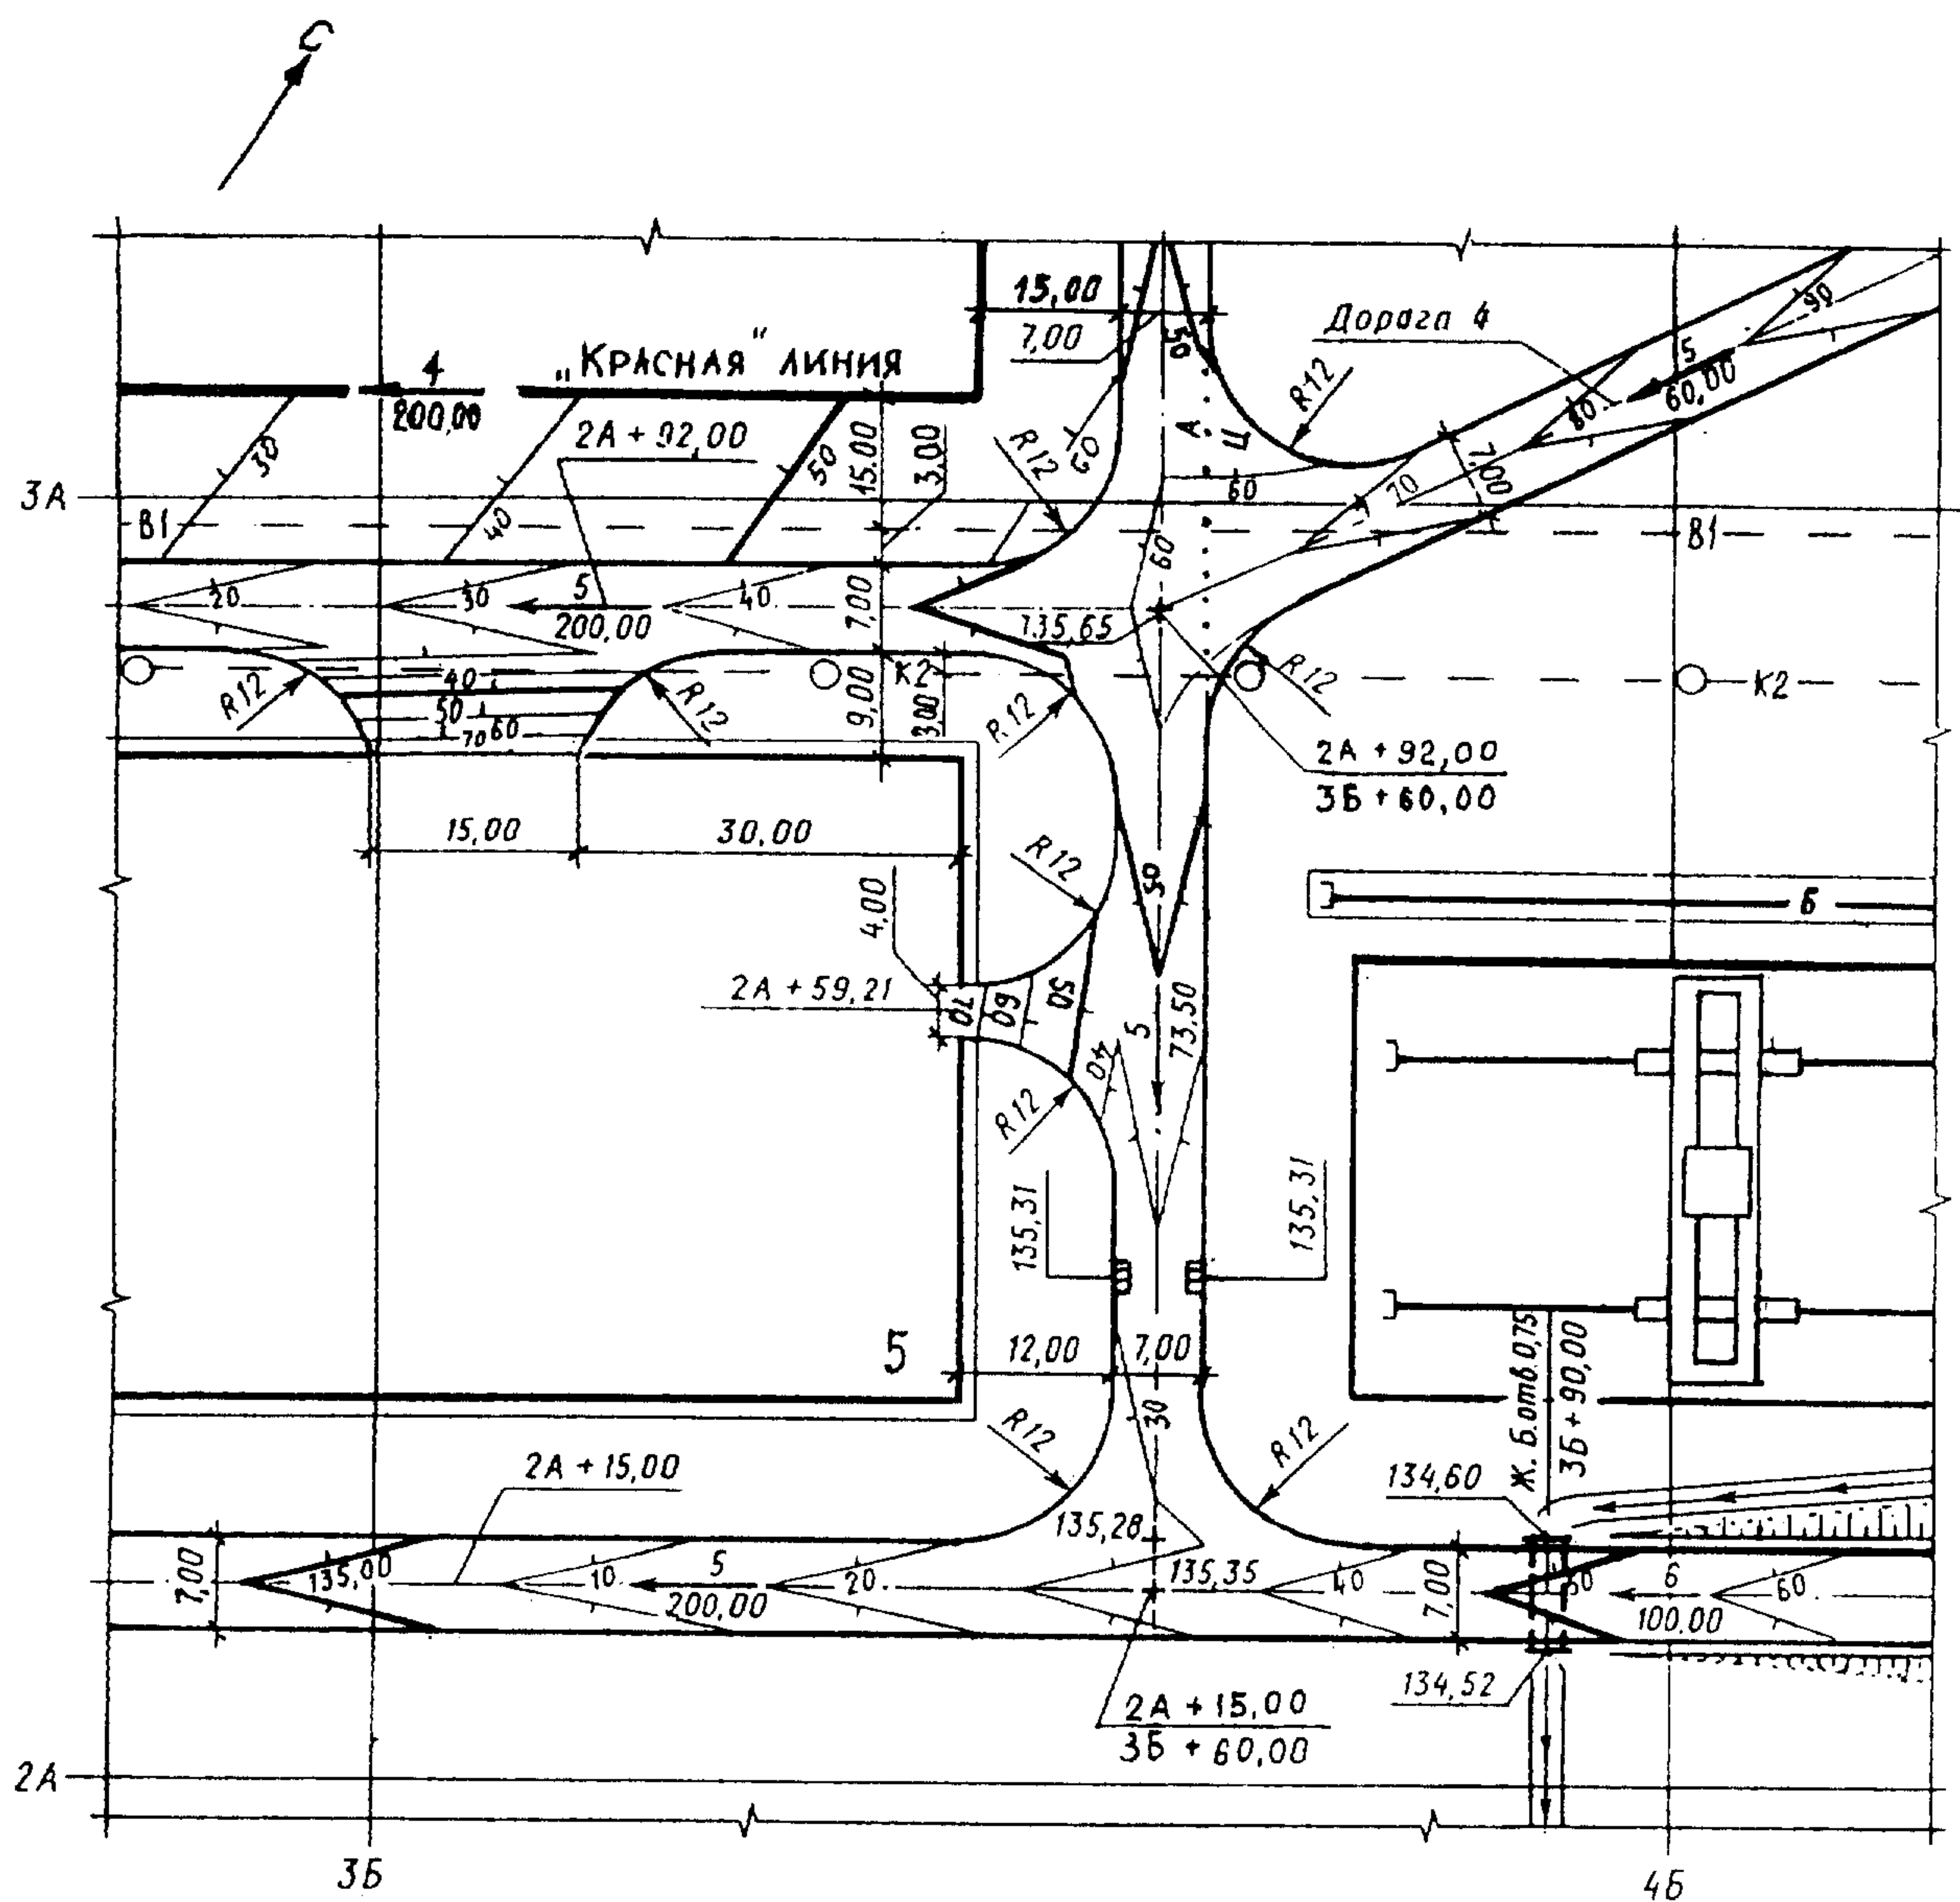 С
15,00
7,00
50
Дорога 4
90
5
60,00
80
4
200,00
"КРАСНАЯ" ЛИНИЯ
2А + 92,00
30
40
50
15.00
3,00
R12
60
А
Ц
R12
60
70
7,00
3А
В1
В1
20
30
5
200,00
40
7,00
135,65
60
R12
40
50
60
70
R12
К2
9,00
3,00
R12
R12
К2
2А + 92,00
3Б + 60,00
15,00
30,00
R12
50
Б
4,00
2А + 59,21
70
60
50
5
73,50
40
R12
135,31
135,31
5
12,00
7,00
30
Ж.Б.отв.0,75
3Б + 90,00
R12
R12
2А + 15,00
134,60
135,28
7,00
135,00
10
5
200,00
20
135,35
40
7,00
50
6
100,00
60
134,52
2А + 15,00
3Б + 60,00
2А
3Б
4Б